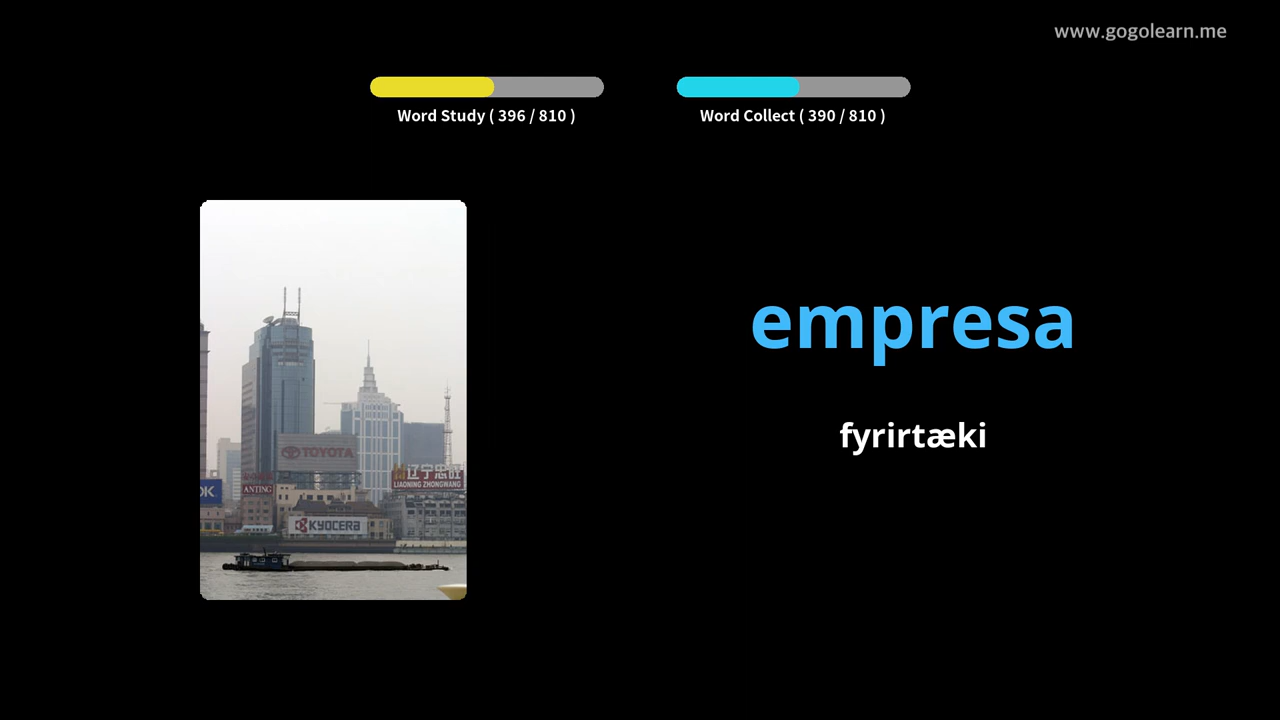 www.gogolearn.me
Word Study ( 396 / 810 )
Word Collect ( 390 / 810 )
empresa
fyrirtæki
TOYOTA
辽宁忠旺
LIAONING ZHONGWANG
OK
ANTING
KYOCERA